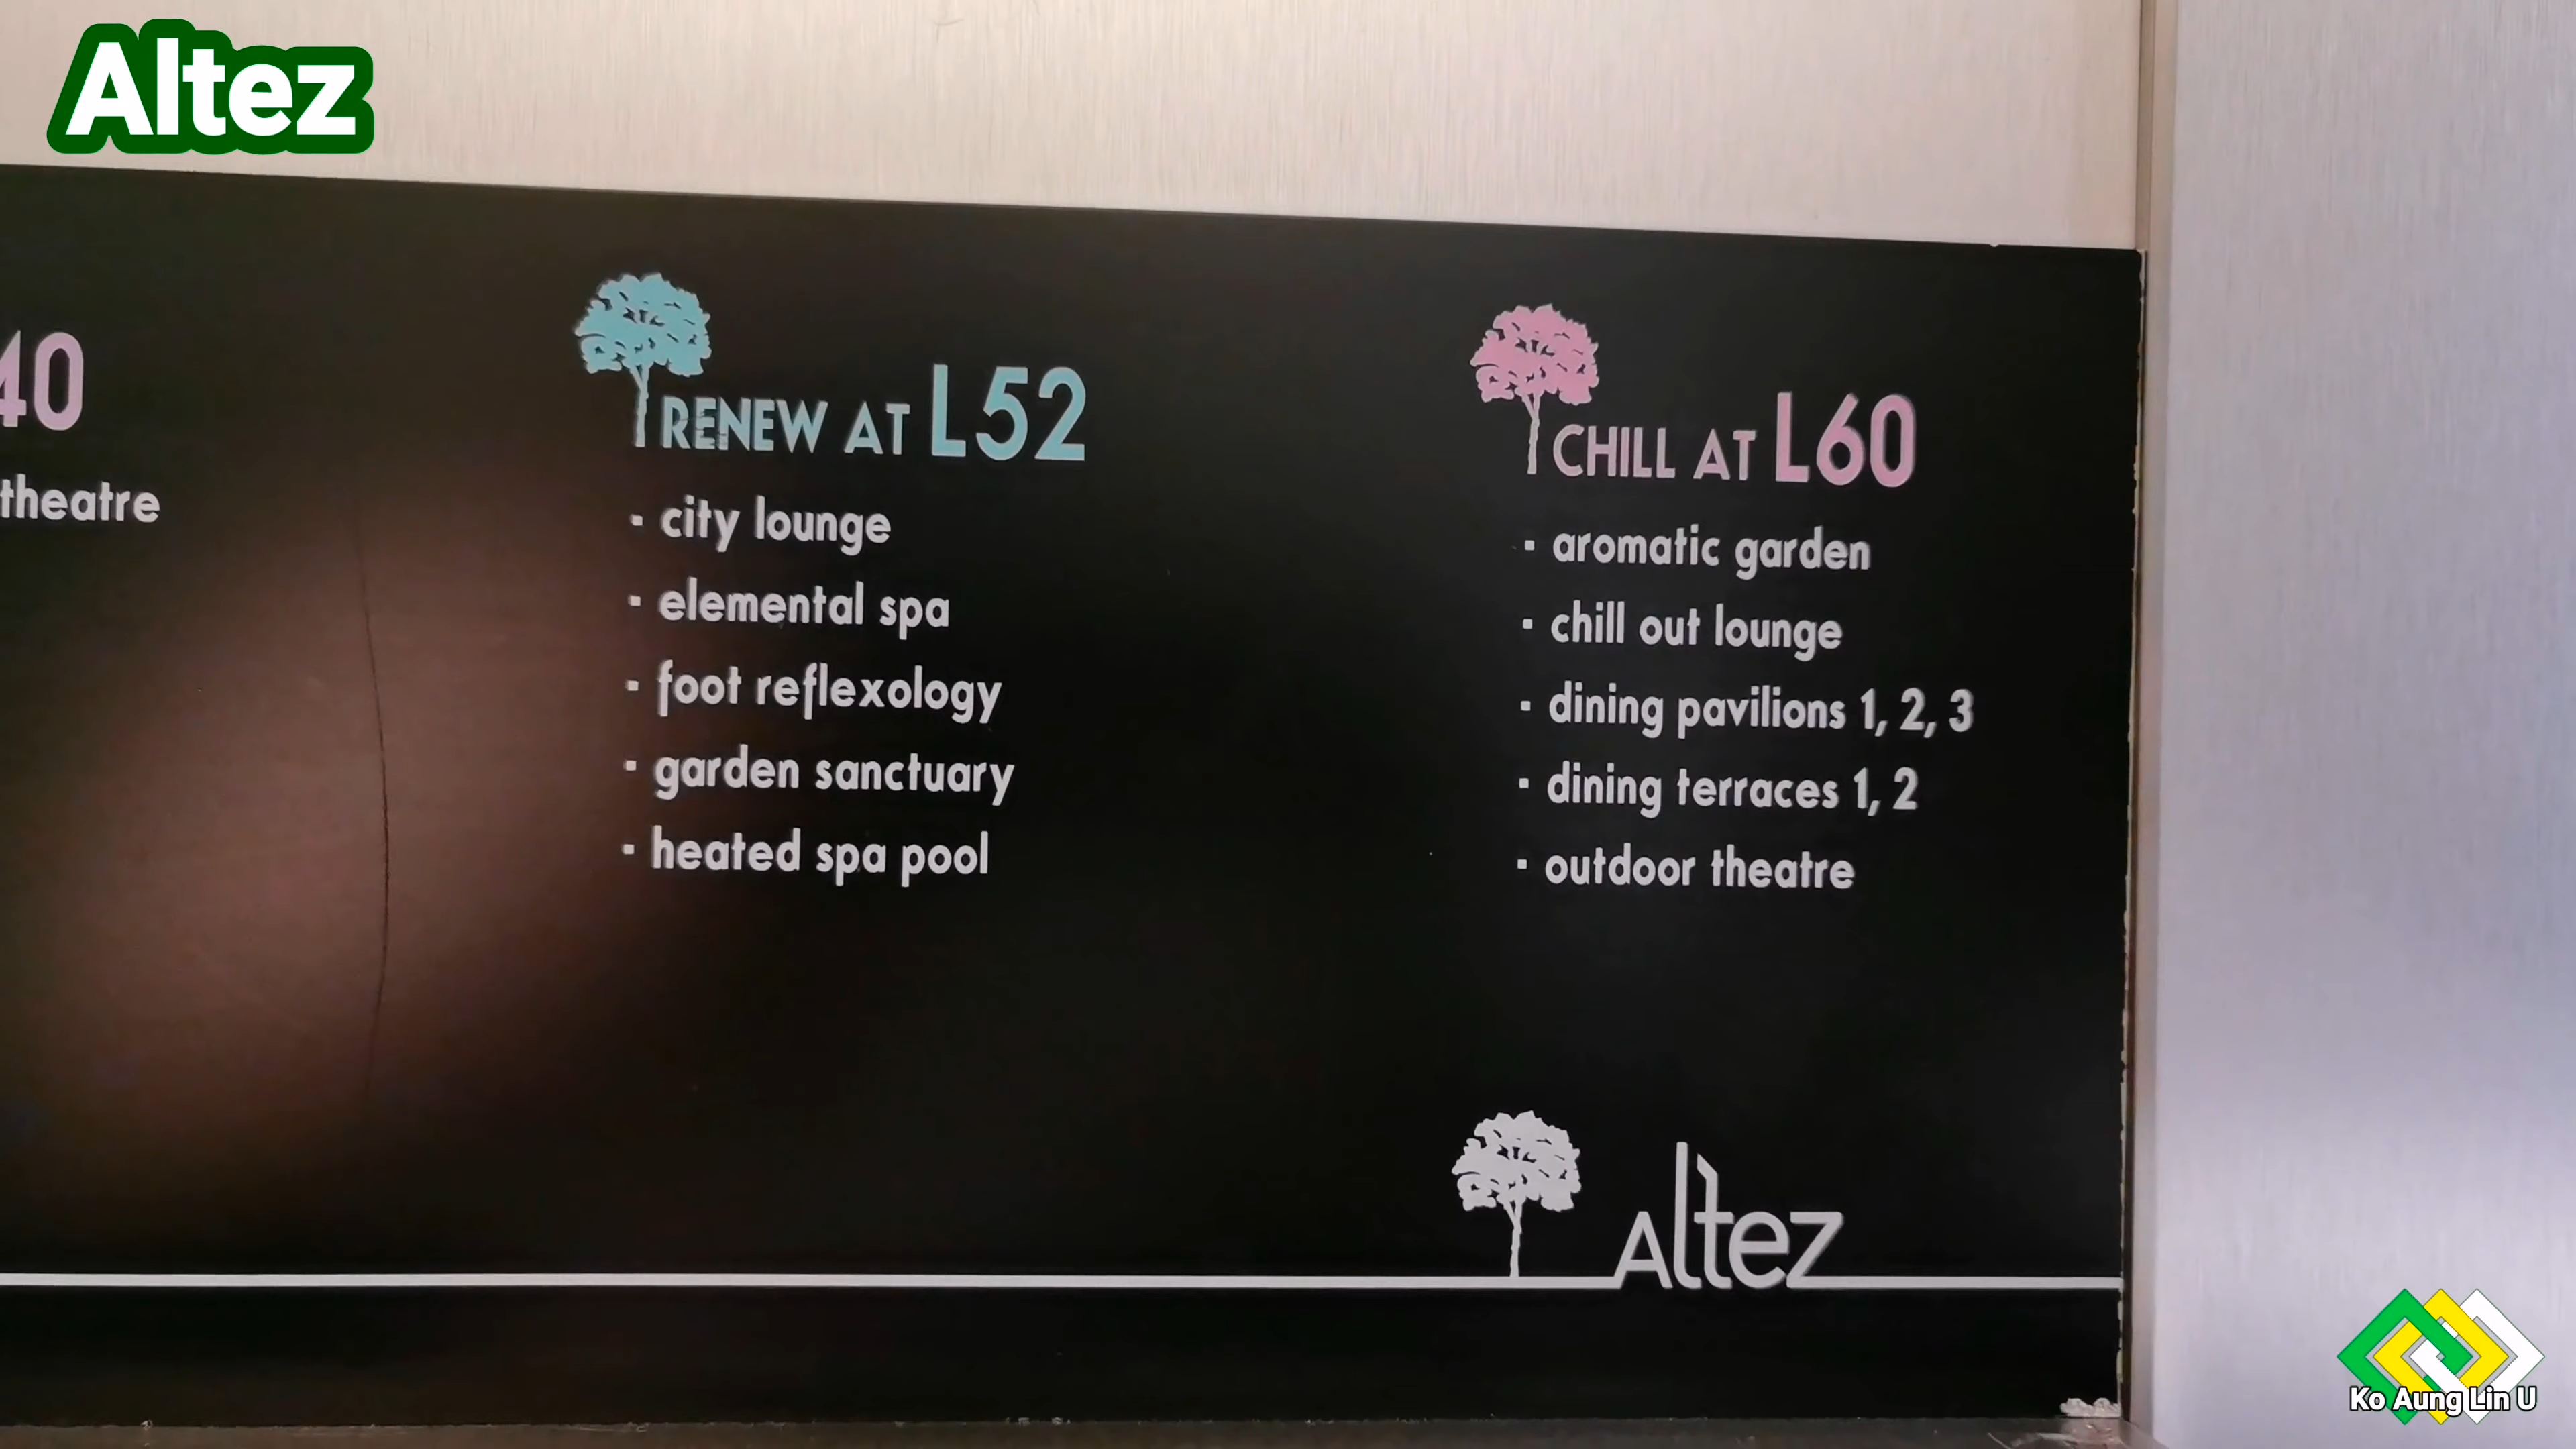 Altez
40
theatre
RENEW AT L52
- city lounge
- elemental spa
- foot reflexology
- garden sanctuary
- heated spa pool
CHILL AT L60
- aromatic garden
- chill out lounge
- dining pavilions 1, 2, 3
- dining terraces 1, 2
- outdoor theatre
Altez
Ko Aung Lin U